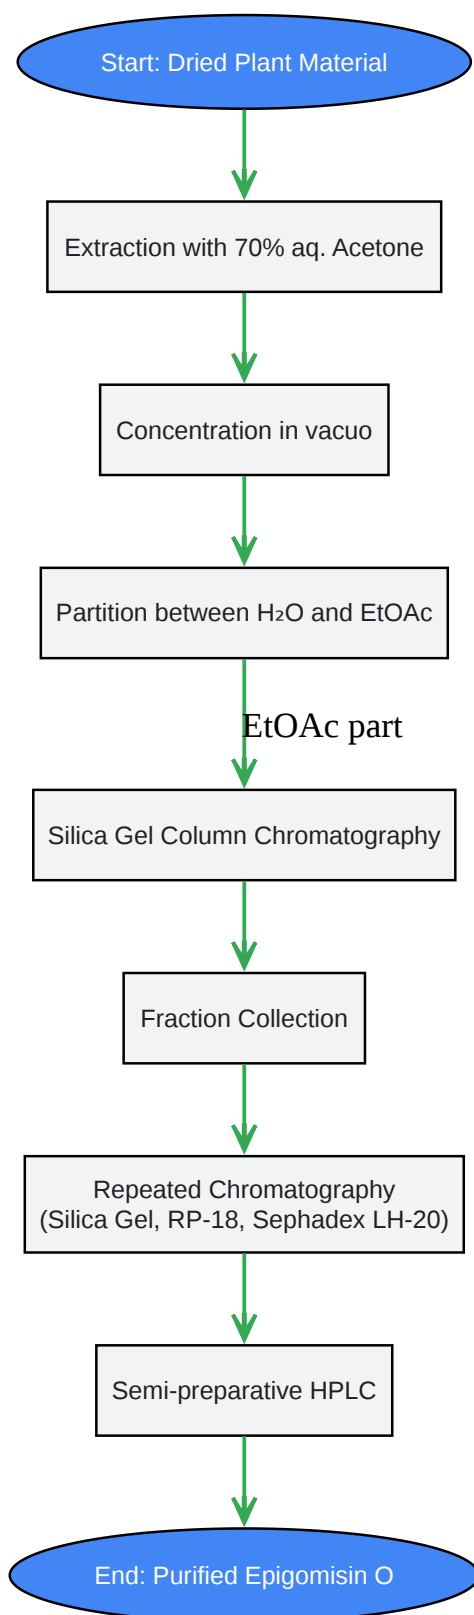 Start: Dried Plant Material
Extraction with 70% aq. Acetone
Concentration in vacuo
Partition between H₂O and EtOAc
EtOAc part
Silica Gel Column Chromatography
Fraction Collection
Repeated Chromatography
(Silica Gel, RP-18, Sephadex LH-20)
Semi-preparative HPLC
End: Purified Epigomisin O